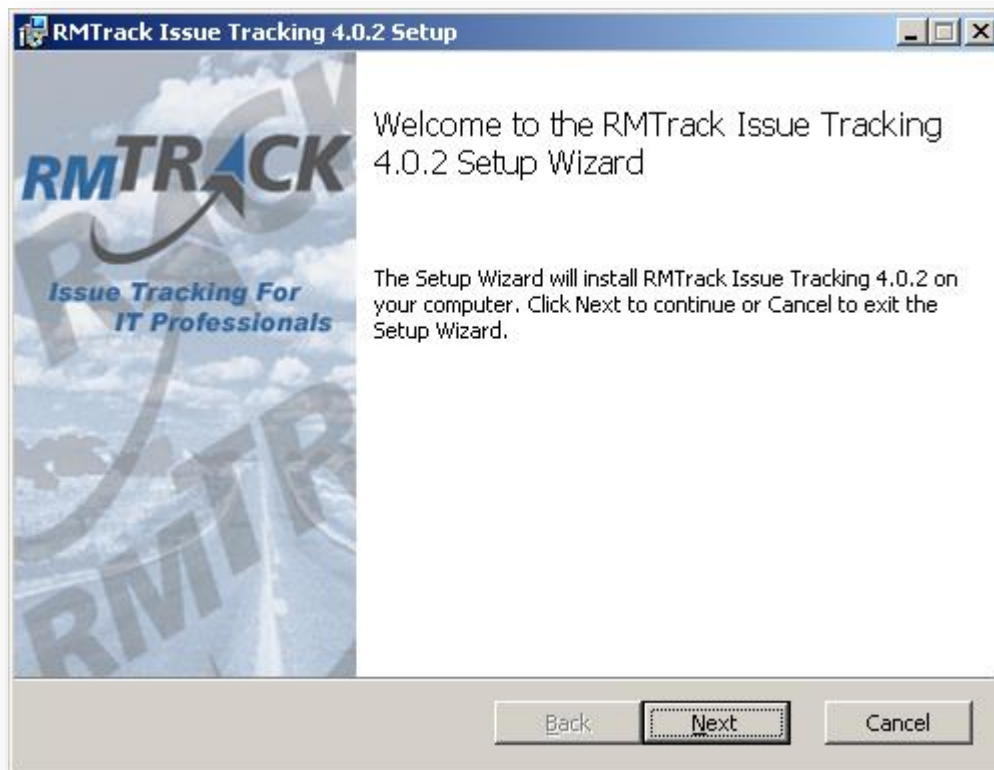 RMTrack Issue Tracking 4.0.2 Setup
RMTRACK
Issue Tracking For
IT Professionals
RACK
RMTR
Welcome to the RMTrack Issue Tracking
4.0.2 Setup Wizard
The Setup Wizard will install RMTrack Issue Tracking 4.0.2 on
your computer. Click Next to continue or Cancel to exit the
Setup Wizard.
Back
Next
Cancel